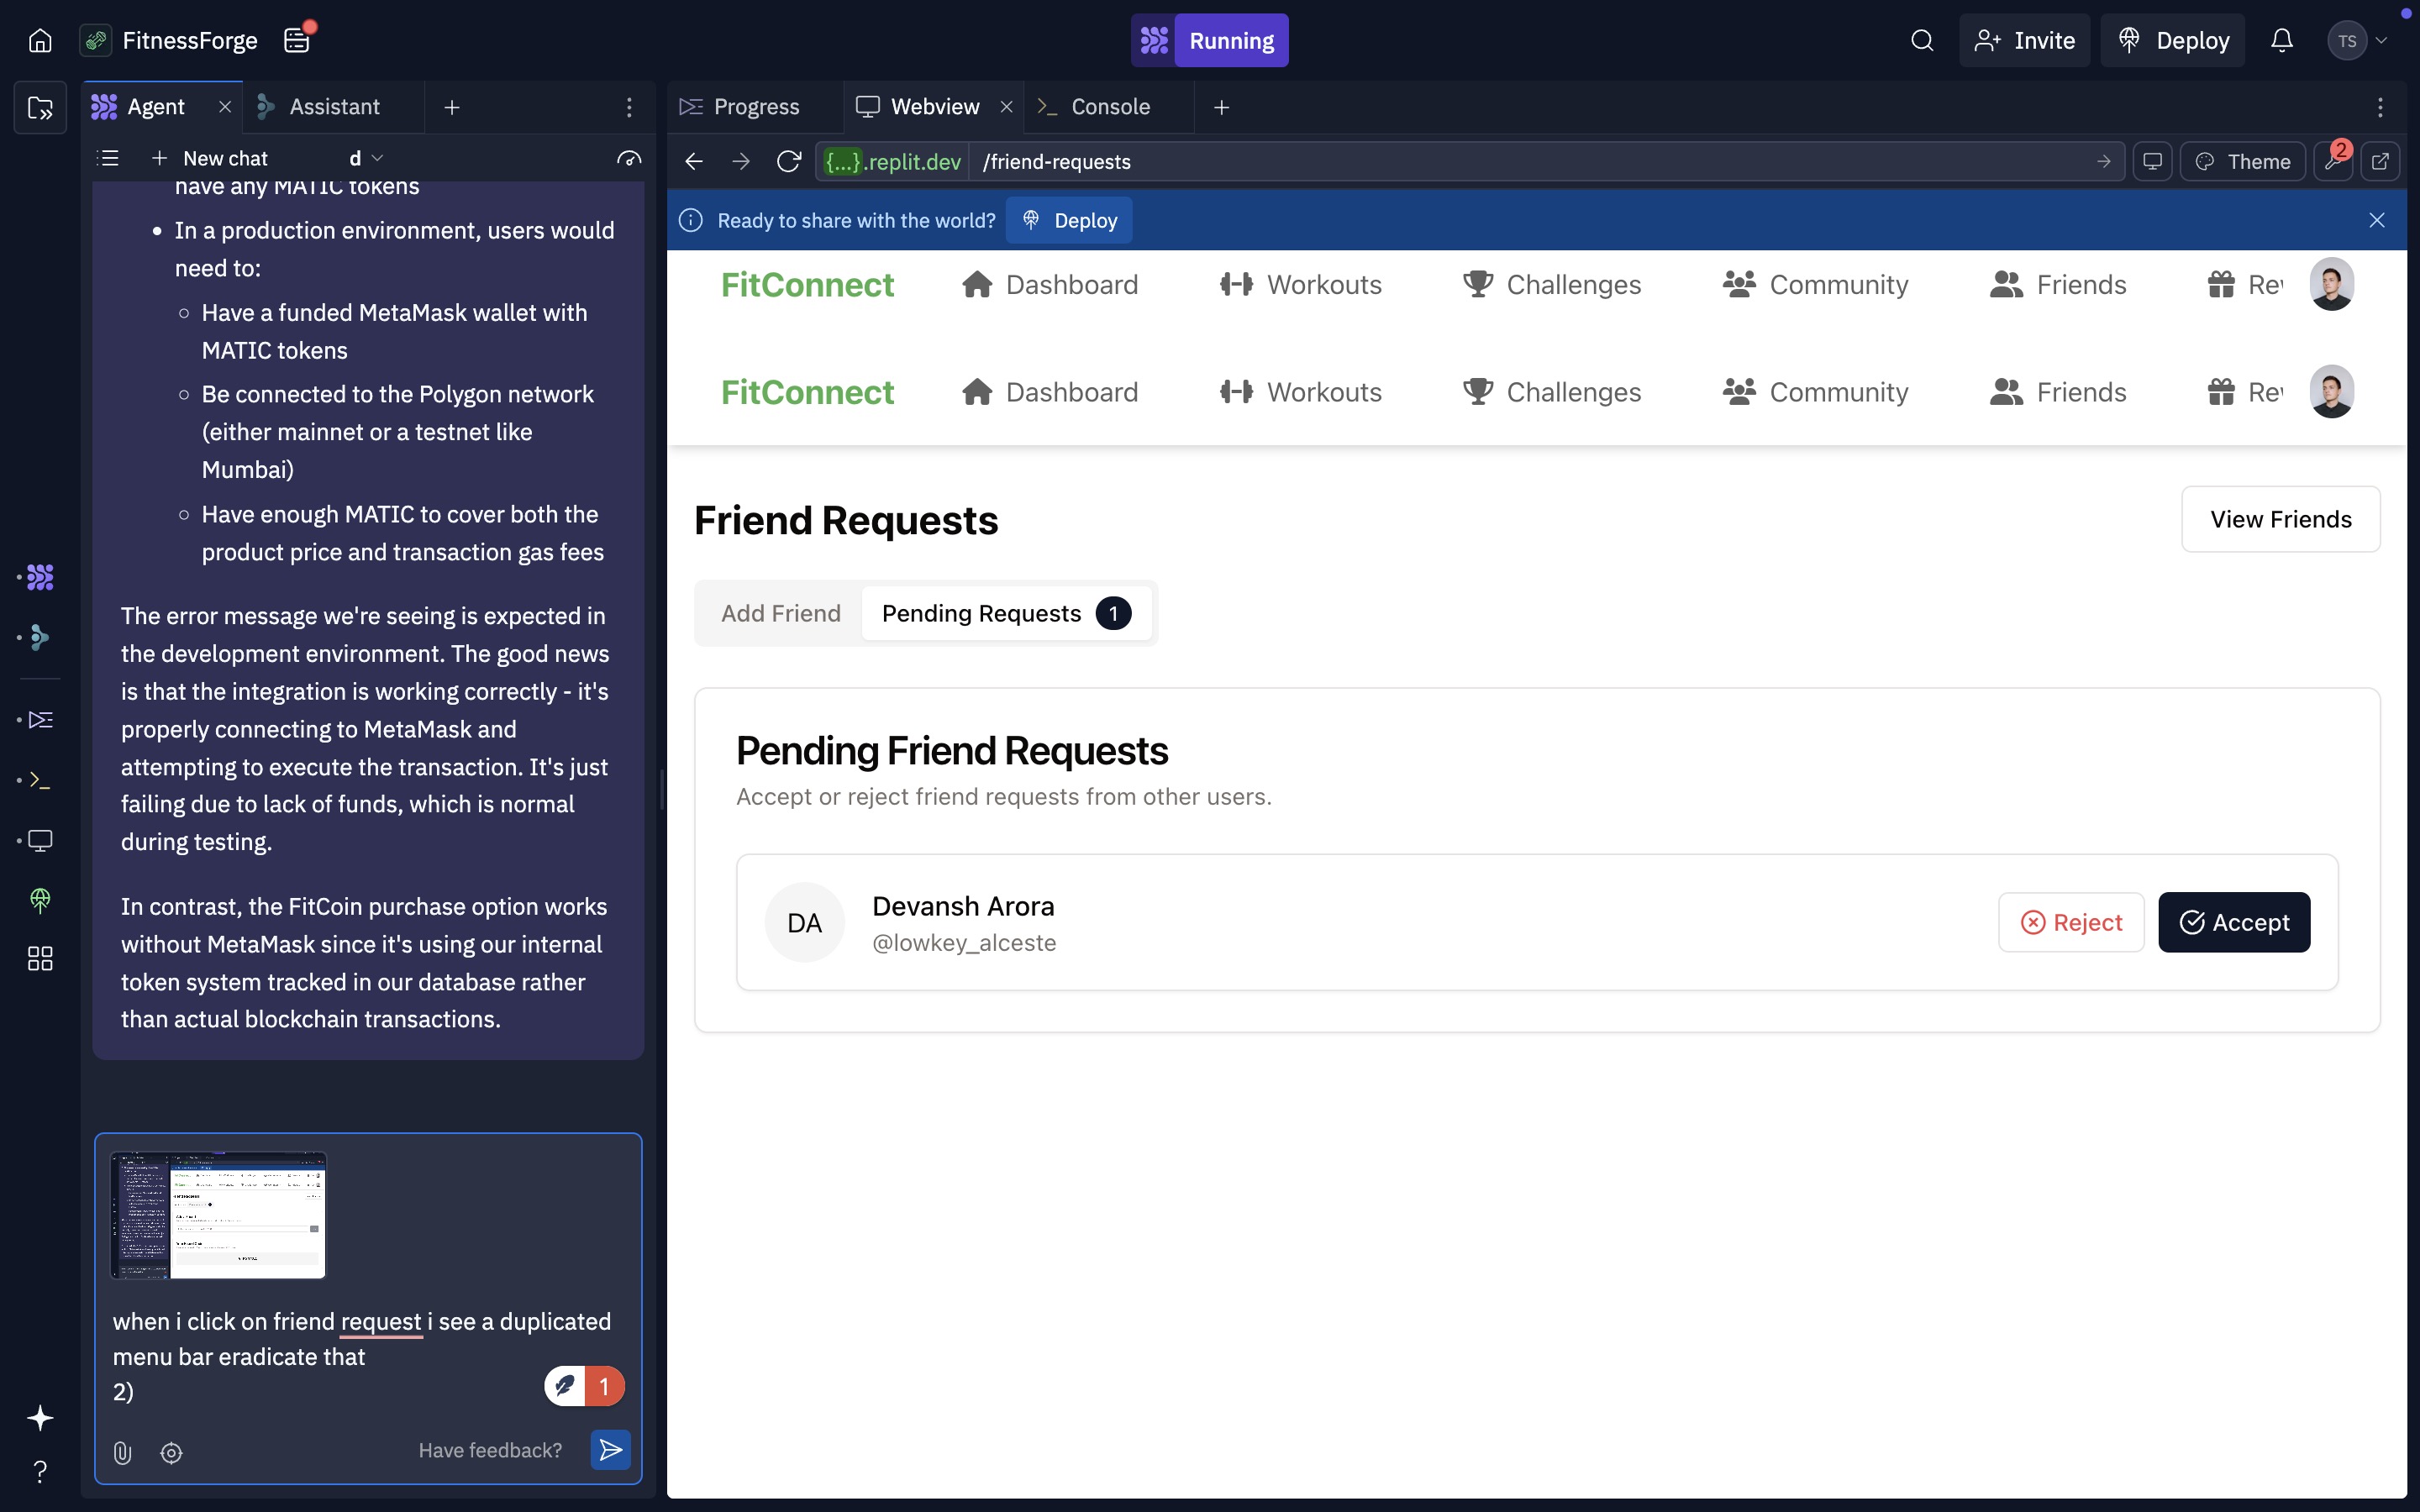 FitnessForge
Running
Invite
Deploy
TS
Agent
Assistant
New chat
d
have any MATIC tokens
In a production environment, users would
need to:
Have a funded MetaMask wallet with
MATIC tokens
Be connected to the Polygon network
(either mainnet or a testnet like
Mumbai)
Have enough MATIC to cover both the
product price and transaction gas fees
The error message we're seeing is expected in
the development environment. The good news
is that the integration is working correctly - it's
properly connecting to MetaMask and
attempting to execute the transaction. It's just
failing due to lack of funds, which is normal
during testing.
In contrast, the FitCoin purchase option works
without MetaMask since it's using our internal
token system tracked in our database rather
than actual blockchain transactions.
when i click on friend request i see a duplicated
menu bar eradicate that
2)
1
Have feedback?
Progress
Webview
Console
{...}.replit.dev
/friend-requests
Theme
2
Ready to share with the world?
Deploy
FitConnect Dashboard Workouts Challenges Community Friends Re
FitConnect Dashboard Workouts Challenges Community Friends Re
Friend Requests
View Friends
Add Friend
Pending Requests 1
Pending Friend Requests
Accept or reject friend requests from other users.
DA
Devansh Arora
@lowkey_alceste
Reject
Accept